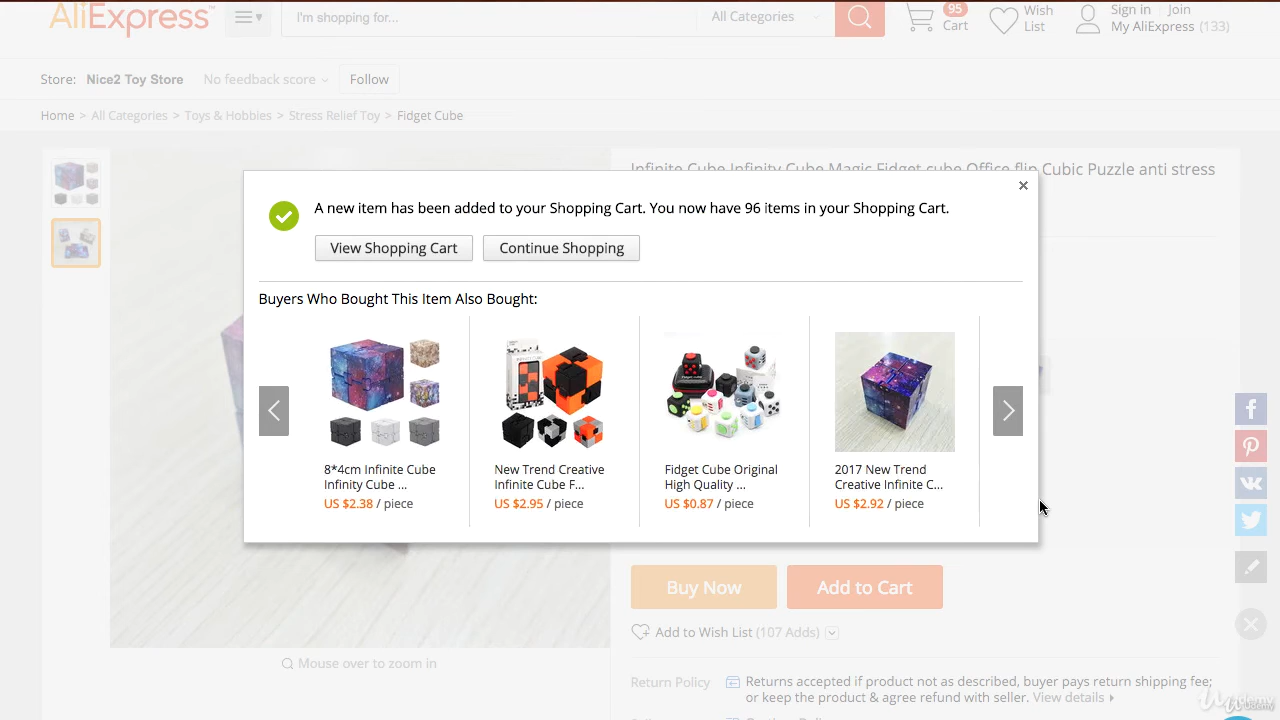 AliExpress™
I'm shopping for...
All Categories
95
Cart
Wish
List
Sign in | Join
My AliExpress (133)
Store: Nice2 Toy Store No feedback score Follow
Home > All Categories > Toys & Hobbies > Stress Relief Toy > Fidget Cube
Infinite Cube Infinity Cube Magic Fidget cube Office flip Cubic Puzzle anti stress
A new item has been added to your Shopping Cart. You now have 96 items in your Shopping Cart.
View Shopping Cart Continue Shopping
Buyers Who Bought This Item Also Bought:
8*4cm Infinite Cube
Infinity Cube ...
US $2.38 / piece
New Trend Creative
Infinite Cube F...
US $2.95 / piece
Fidget Cube Original
High Quality ...
US $0.87 / piece
2017 New Trend
Creative Infinite C...
US $2.92 / piece
Buy Now Add to Cart
Add to Wish List (107 Adds)
Mouse over to zoom in
Return Policy
Returns accepted if product not as described, buyer pays return shipping fee;
or keep the product & agree refund with seller. View details
Udemy